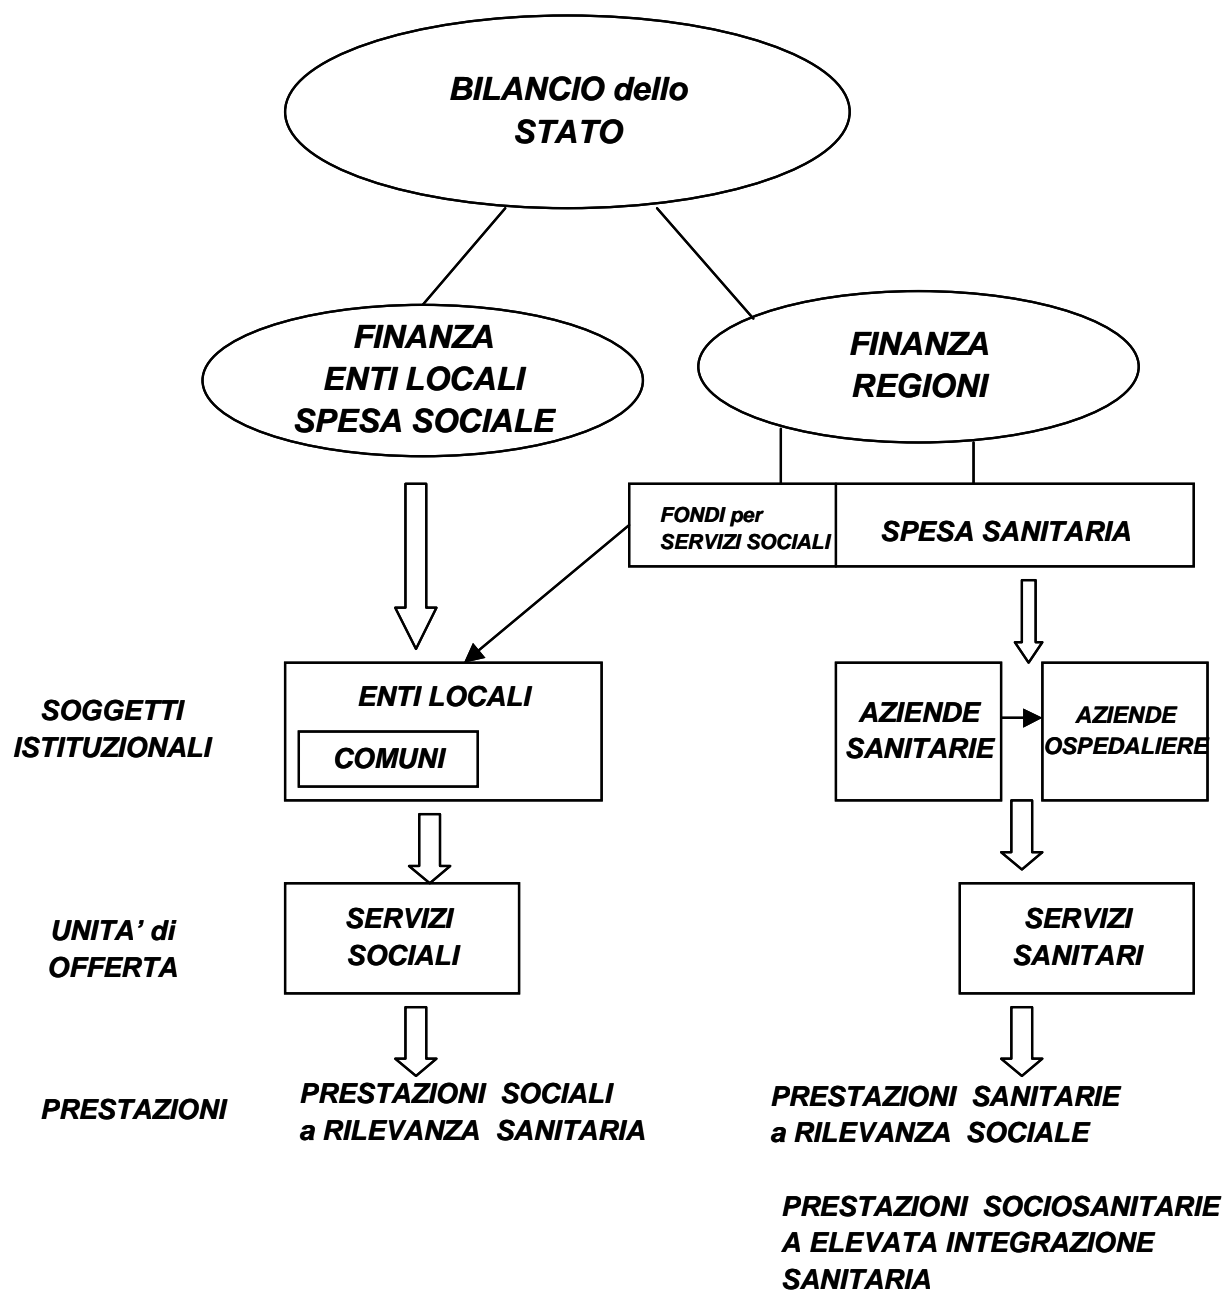 BILANCIO dello
STATO
FINANZA
ENTI LOCALI
SPESA SOCIALE
FINANZA
REGIONI
FONDI per
SERVIZI SOCIALI
SPESA SANITARIA
SOGGETTI
ISTITUZIONALI
ENTI LOCALI
COMUNI
AZIENDE
SANITARIE
AZIENDE
OSPEDALIERE
UNITA’ di
OFFERTA
SERVIZI
SOCIALI
SERVIZI
SANITARI
PRESTAZIONI
PRESTAZIONI SOCIALI
a RILEVANZA SANITARIA
PRESTAZIONI SANITARIE
a RILEVANZA SOCIALE
PRESTAZIONI SOCIOSANITARIE
A ELEVATA INTEGRAZIONE
SANITARIA